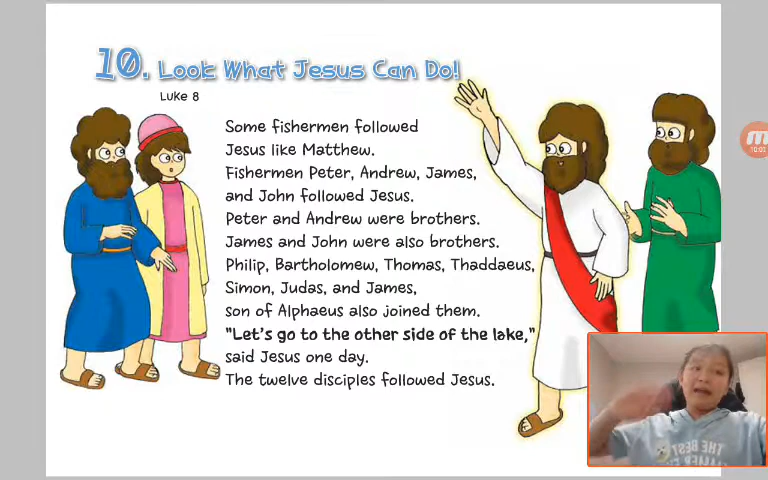 10. Look What Jesus Can Do!
Luke 8
Some fishermen followed
Jesus like Matthew.
Fishermen Peter, Andrew, James,
and John followed Jesus.
Peter and Andrew were brothers.
James and John were also brothers.
Philip, Bartholomew, Thomas, Thaddaeus,
Simon, Judas, and James,
son of Alphaeus also joined them.
"Let's go to the other side of the lake,"
said Jesus one day.
The twelve disciples followed Jesus.
THE BEST